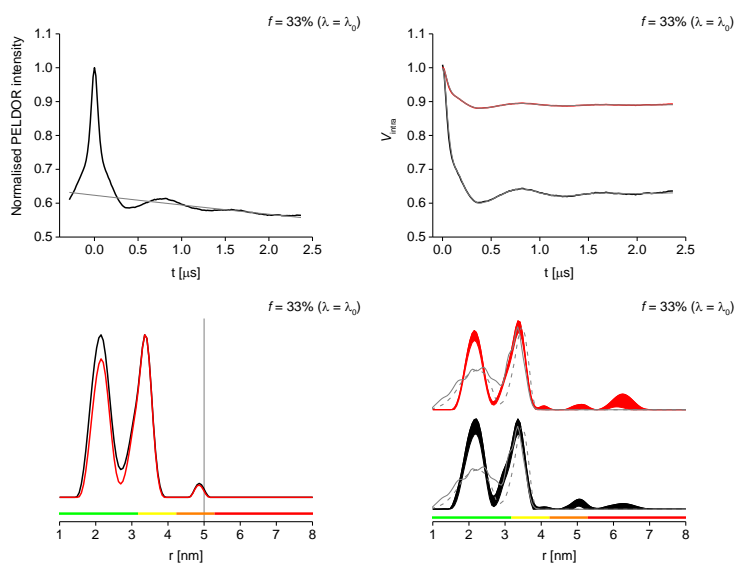 f = 33% (λ = λ₀)
Normalised PELDOR intensity
1.1
1.0
0.9
0.8
0.7
0.6
0.5
0.0 0.5 1.0 1.5 2.0 2.5
t [μs]
f = 33% (λ = λ₀)
Vintra
1.1
1.0
0.9
0.8
0.7
0.6
0.5
0.0 0.5 1.0 1.5 2.0 2.5
t [μs]
f = 33% (λ = λ₀)
1 2 3 4 5 6 7 8
r [nm]
f = 33% (λ = λ₀)
1 2 3 4 5 6 7 8
r [nm]